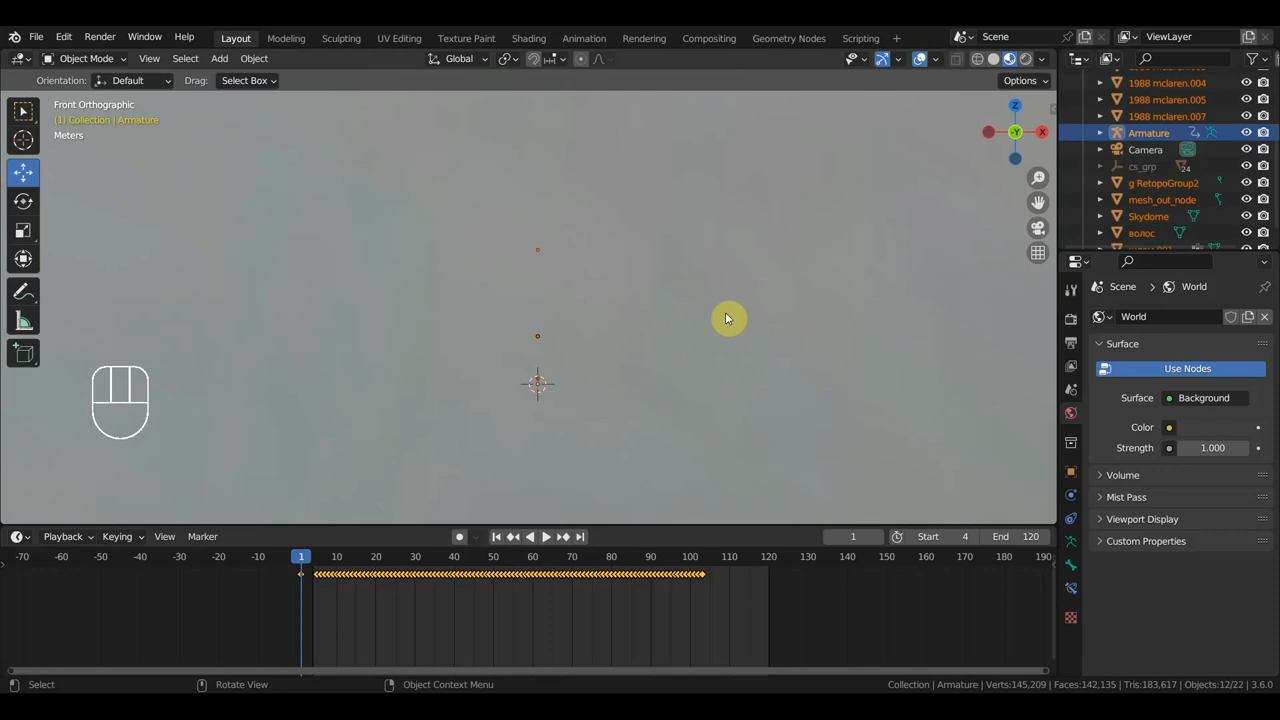 File Edit Render Window Help Layout Modeling Sculpting UV Editing Texture Paint Shading Animation Rendering Compositing Geometry Nodes Scripting + Scene ViewLayer
Object Mode View Select Add Object Global
Orientation: Default Drag: Select Box Options
Front Orthographic
(1) Collection | Armature
Meters
Z
-Y
X
1988 mclaren.004
1988 mclaren.005
1988 mclaren.007
Armature
Camera
cs_grp 24
g RetopoGroup2
mesh_out_node
Skydome
волос
Scene > World
World
Surface
Use Nodes
Surface Background
Color
Strength 1.000
Volume
Mist Pass
Viewport Display
Custom Properties
Playback Keying View Marker 1 Start 4 End 120
-70 -60 -50 -40 -30 -20 -10 1 10 20 30 40 50 60 70 80 90 100 110 120 130 140 150 160 170 180 190
Select Rotate View Object Context Menu Collection | Armature | Verts:145,209 | Faces:142,135 | Tris:183,617 | Objects:12/22 | 3.6.0